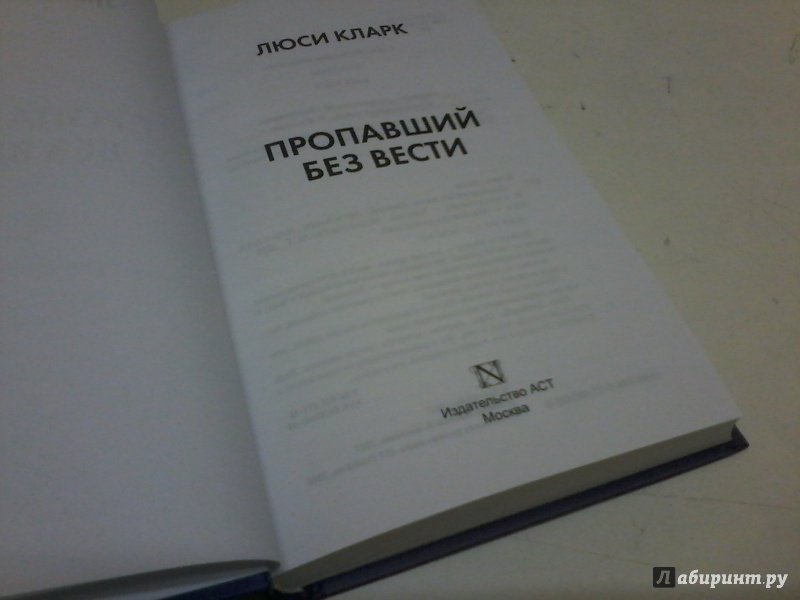 ЛЮСИ КЛАРК
ПРОПАВШИЙ
БЕЗ ВЕСТИ
N
Издательство АСТ
Москва
Лабиринт.ру